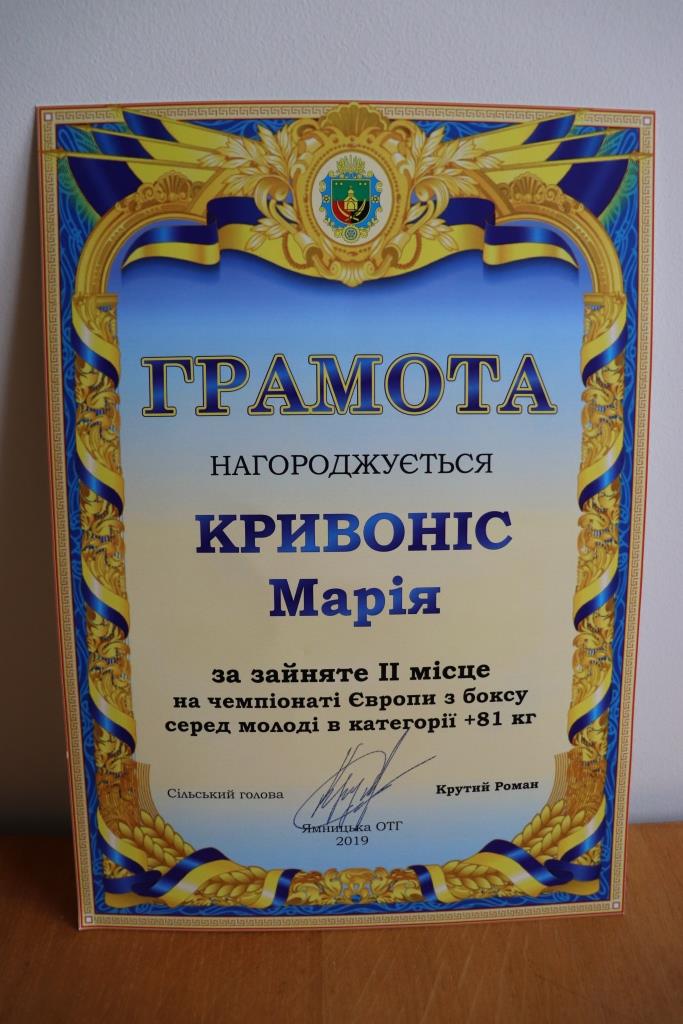 ГРАМОТА
НАГОРОДЖУЄТЬСЯ
КРИВОНІС
Марія
за зайняте ІІ місце
на чемпіонаті Європи з боксу
серед молоді в категорії +81 кг
Сільський голова Крутий Роман
Ямницька ОТГ
2019